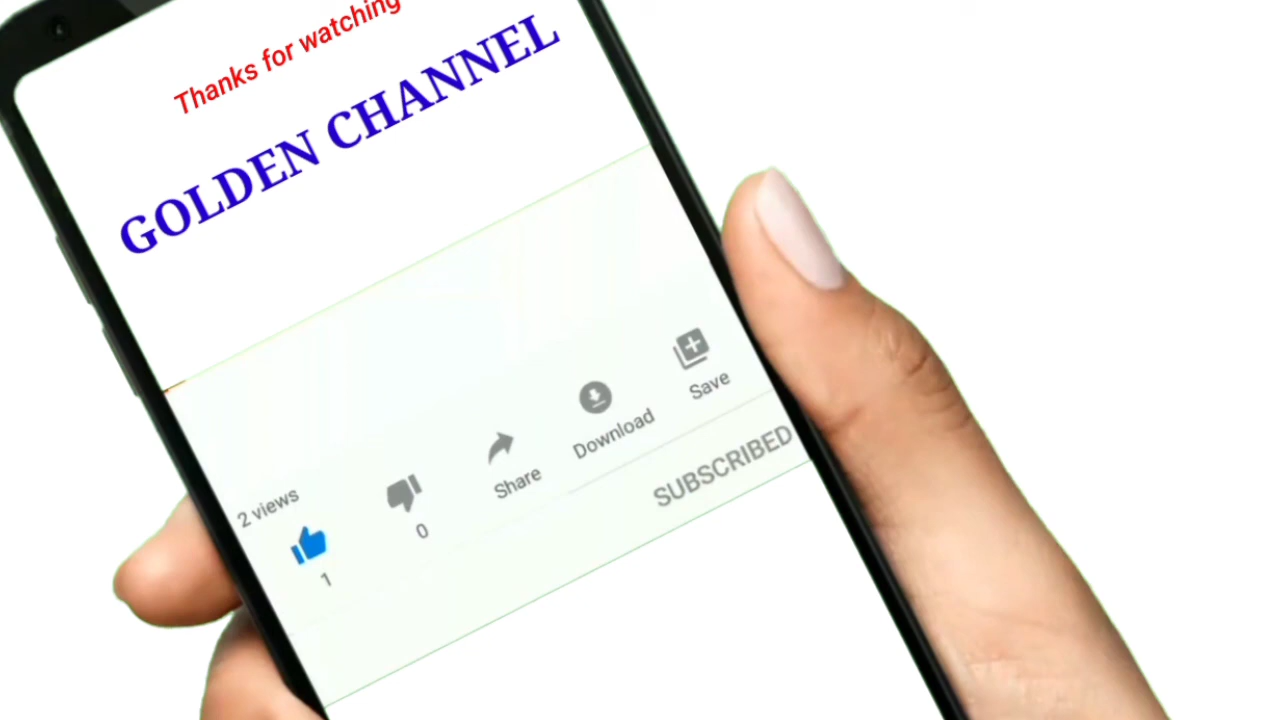 Thanks for watching
GOLDEN CHANNEL
2 views
1
0
Share
Download
Save
SUBSCRIBED